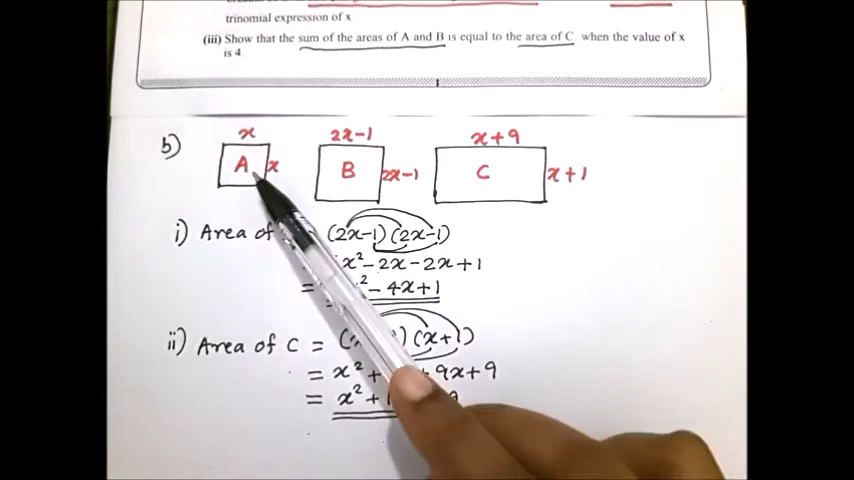 trinomial expression of x
(iii) Show that the sum of the areas of A and B is equal to the area of C when the value of x
is 4.
b)
x
2x-1
x+9
A
x
B
2x-1
C
x+1
i) Area of (2x-1)(2x-1)
x² - 2x - 2x + 1
= ² - 4x + 1
ii) Area of C = (x+1)
= x² + + 9x + 9
= x² +